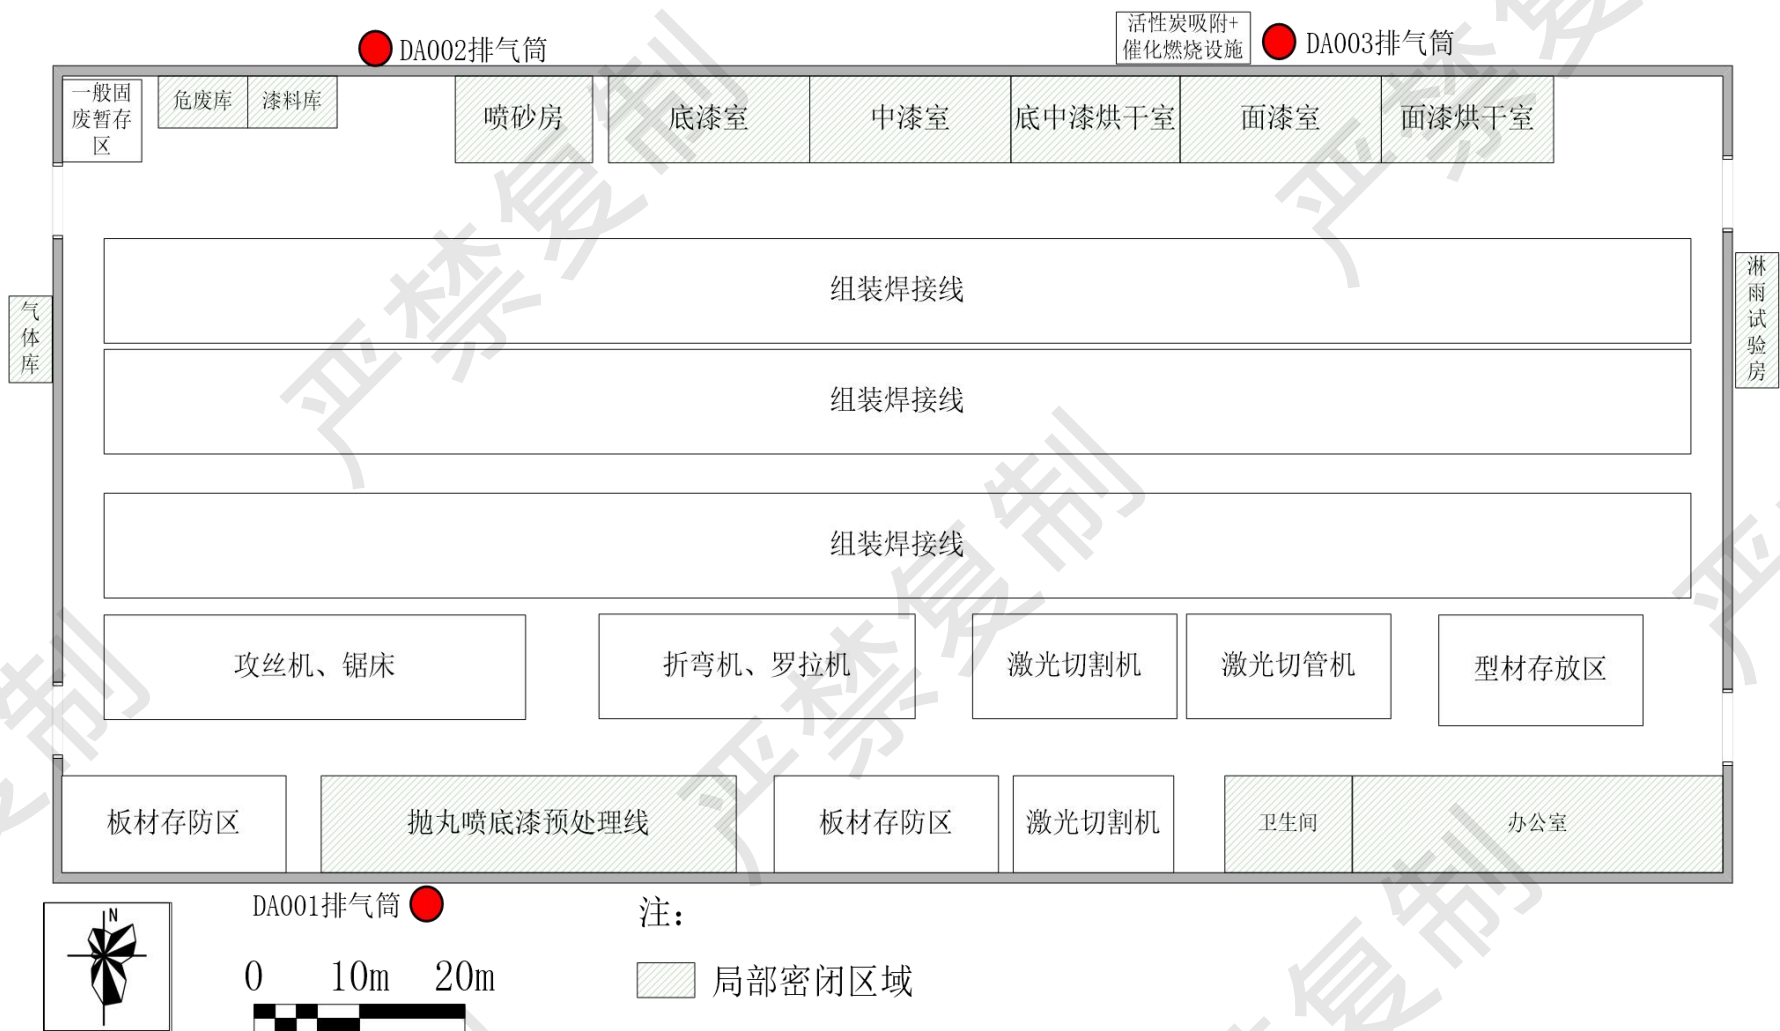 活性炭吸附+
催化燃烧设施
DA002排气筒
DA003排气筒
一般固
废暂存
区
危废库
漆料库
喷砂房
底漆室
中漆室
底中漆烘干室
面漆室
面漆烘干室
组装焊接线
气体库
淋雨试验房
组装焊接线
组装焊接线
攻丝机、锯床
折弯机、罗拉机
激光切割机
激光切管机
型材存放区
板材存防区
抛丸喷底漆预处理线
板材存防区
激光切割机
卫生间
办公室
DA001排气筒
注：
N
0 10m 20m
局部密闭区域
严禁复制
严禁复制
严禁复制
严禁复制
严
复制
复制